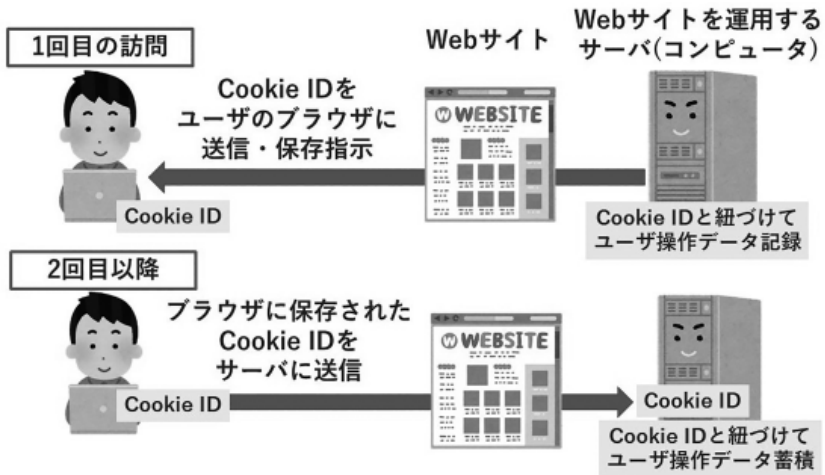 1回目の訪問
Webサイト
Webサイトを運用する
サーバ(コンピュータ)
Cookie IDを
ユーザのブラウザに
送信・保存指示
WEBSITE
Cookie ID
Cookie IDと紐づけて
ユーザ操作データ記録
2回目以降
ブラウザに保存された
Cookie IDを
サーバに送信
WEBSITE
Cookie ID
Cookie ID
Cookie IDと紐づけて
ユーザ操作データ蓄積